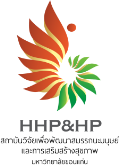 HHP&HP
สถาบันวิจัยเพื่อพัฒนาสมรรถนะมนุษย์
และการเสริมสร้างสุขภาพ
มหาวิทยาลัยขอนแก่น